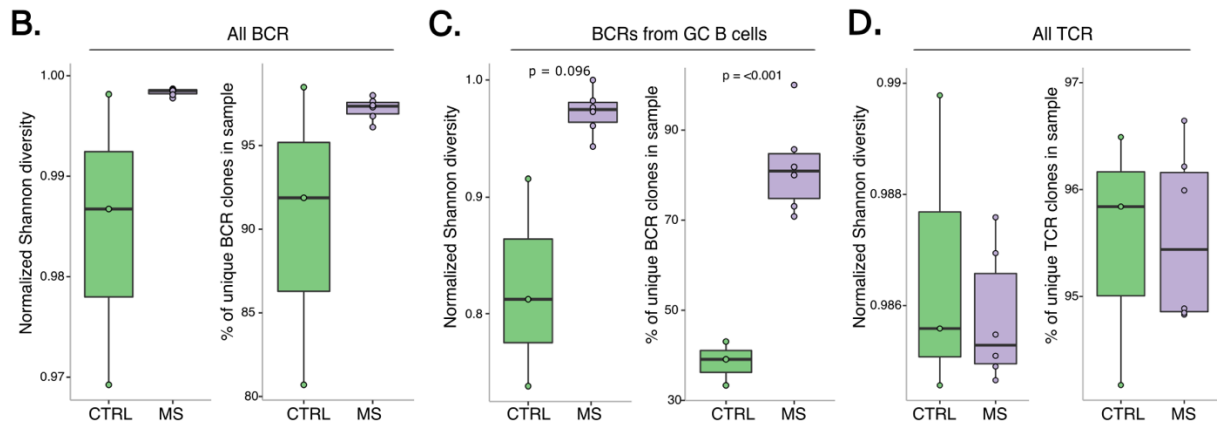 B.
All BCR
Normalized Shannon diversity
1.00
0.99
0.98
0.97
CTRL MS
% of unique BCR clones in sample
95
90
85
80
CTRL MS
C.
BCRs from GC B cells
p = 0.096
Normalized Shannon diversity
1.0
0.9
0.8
CTRL MS
p = <0.001
% of unique BCR clones in sample
90
70
50
30
CTRL MS
D.
All TCR
Normalized Shannon diversity
0.99
0.988
0.986
CTRL MS
% of unique TCR clones in sample
97
96
95
CTRL MS